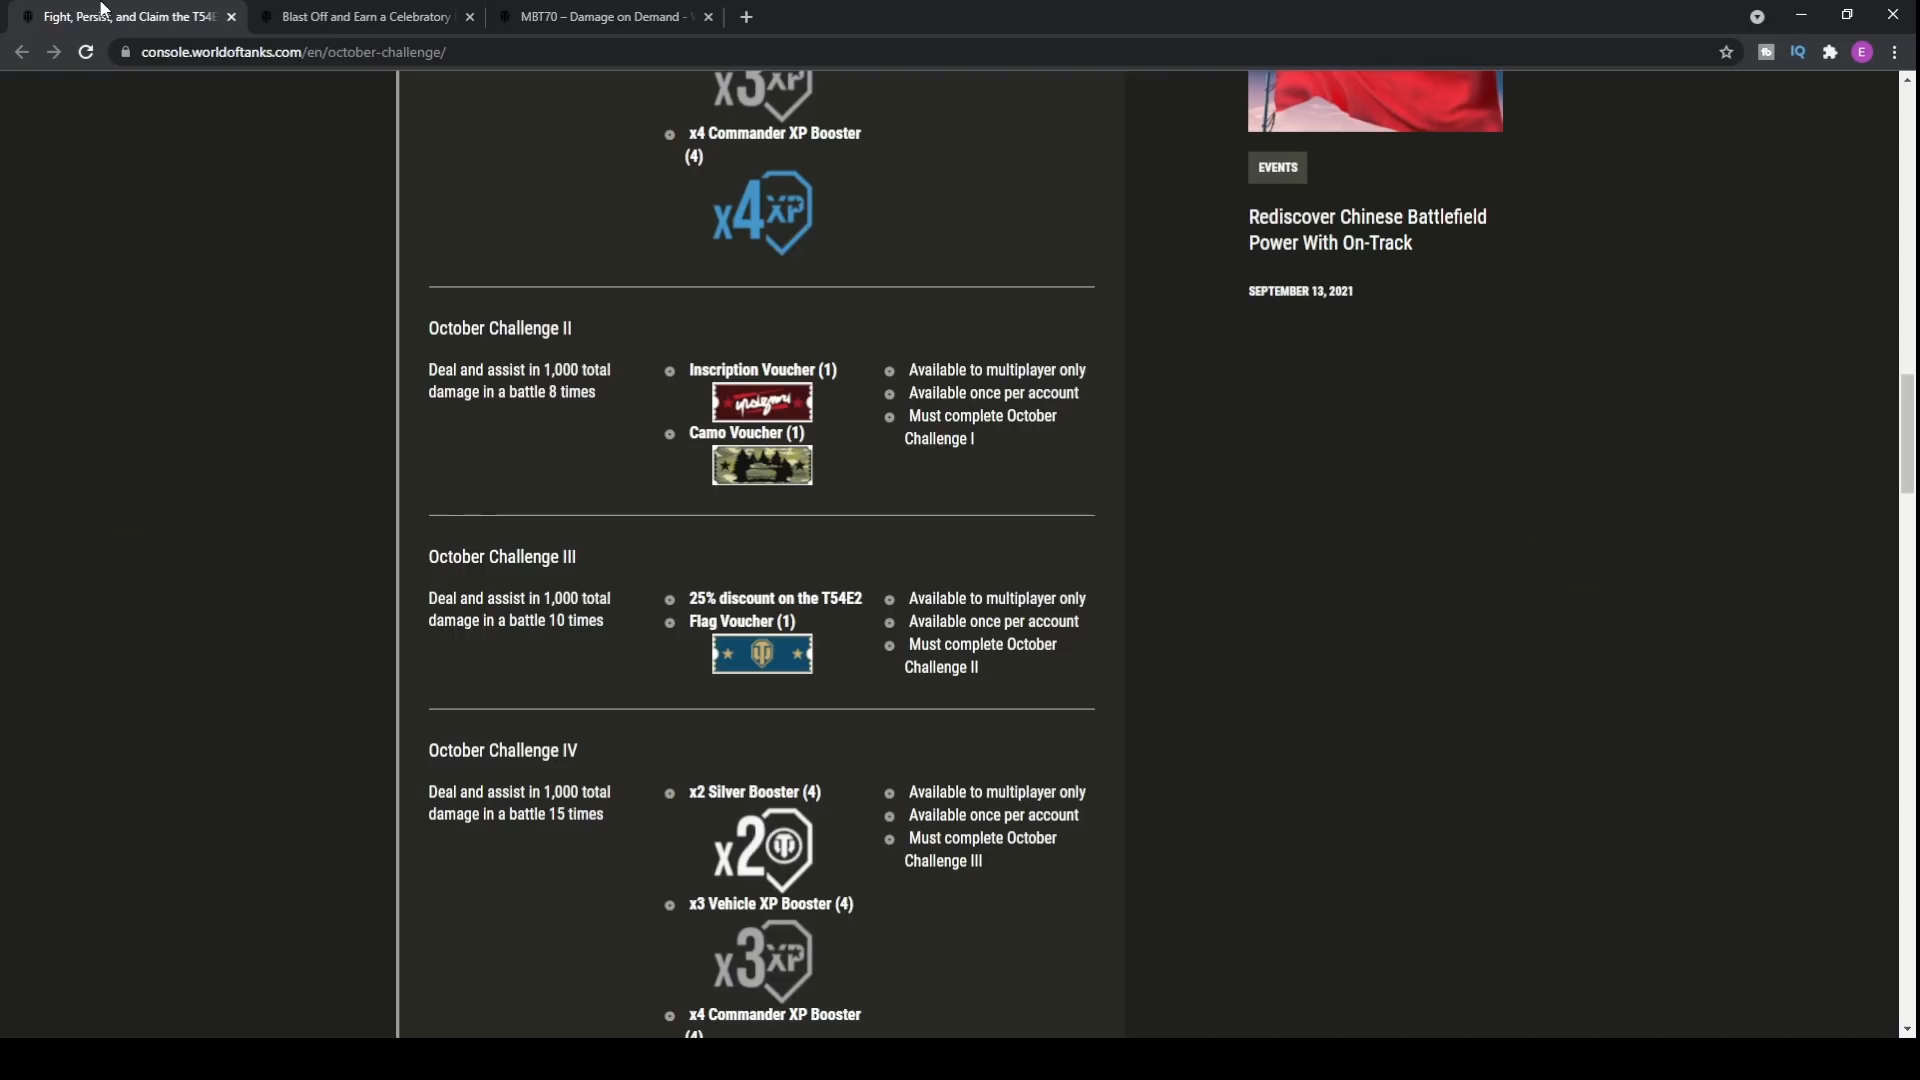 Fight, Persist, and Claim the T54E
Blast Off and Earn a Celebratory
MBT70 – Damage on Demand -
console.worldoftanks.com/en/october-challenge/
IQ
E
x3XP
x4 Commander XP Booster
(4)
x4XP
EVENTS
Rediscover Chinese Battlefield
Power With On-Track
SEPTEMBER 13, 2021
October Challenge II
Deal and assist in 1,000 total
damage in a battle 8 times
Inscription Voucher (1)
Camo Voucher (1)
Available to multiplayer only
Available once per account
Must complete October
Challenge I
October Challenge III
Deal and assist in 1,000 total
damage in a battle 10 times
25% discount on the T54E2
Flag Voucher (1)
Available to multiplayer only
Available once per account
Must complete October
Challenge II
October Challenge IV
Deal and assist in 1,000 total
damage in a battle 15 times
x2 Silver Booster (4)
x2
x3 Vehicle XP Booster (4)
x3XP
x4 Commander XP Booster
(4)
Available to multiplayer only
Available once per account
Must complete October
Challenge III